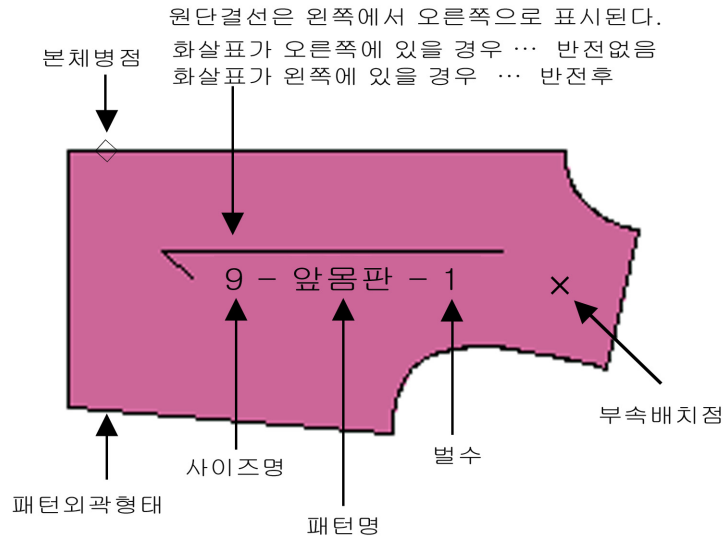 원단결선은 왼쪽에서 오른쪽으로 표시된다.
화살표가 오른쪽에 있을 경우 … 반전없음
화살표가 왼쪽에 있을 경우 … 반전후
본체병점
9 - 앞몸판 - 1
부속배치점
벌수
사이즈명
패턴외곽형태
패턴명